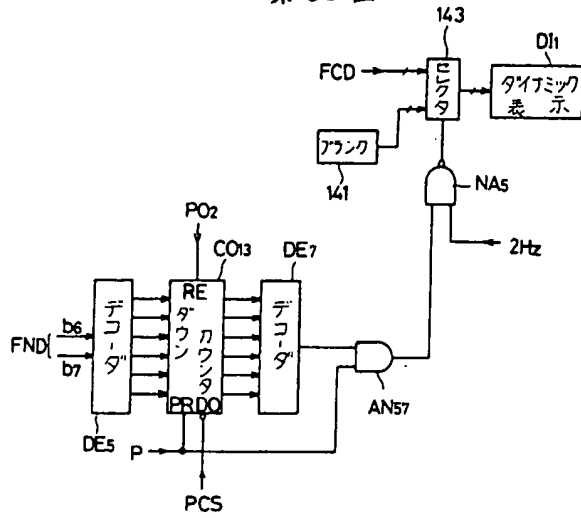 143
FCD
セレクタ
DI1
ダイナミック
表示
ブランク
141
NA5
2Hz
PO2
CO13
DE7
FND
b6
b7
デコーダ
RE
ダウン
カウンタ
PR
DO
デコーダ
AN57
DE5
P
PCS